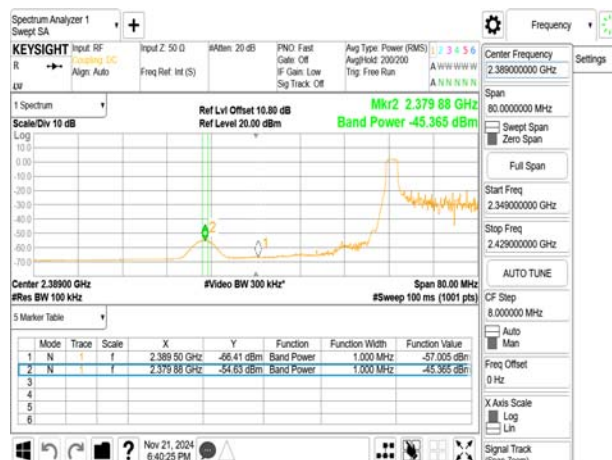 Spectrum Analyzer 1
Swept SA
Frequency
KEYSIGHT
Input: RF
Coupling: DC
Align: Auto
Input Z: 50 Ω
Freq Ref: Int (S)
#Atten: 20 dB
PNO: Fast
Gate: Off
IF Gain: Low
Sig Track: Off
Avg Type: Power (RMS)
Avg|Hold: 200/200
Trig: Free Run
1 2 3 4 5 6
A W W W W W
A N N N N N
1 Spectrum
Scale/Div 10 dB
Ref Lvl Offset 10.80 dB
Ref Level 20.00 dBm
Mkr2 2.379 88 GHz
Band Power -45.365 dBm
Log
10.0
0.00
-10.0
-20.0
-30.0
-40.0
-50.0
-60.0
-70.0
2
1
Center 2.38900 GHz
#Res BW 100 kHz
#Video BW 300 kHz*
Span 80.00 MHz
#Sweep 100 ms (1001 pts)
5 Marker Table
Mode Trace Scale X Y Function Function Width Function Value
1 N 1 f 2.389 50 GHz -66.41 dBm Band Power 1.000 MHz -57.005 dBm
2 N 1 f 2.379 88 GHz -54.63 dBm Band Power 1.000 MHz -45.365 dBm
3
4
5
6
Nov 21, 2024
6:40:25 PM
Center Frequency
2.389000000 GHz
Settings
Span
80.0000000 MHz
Swept Span
Zero Span
Full Span
Start Freq
2.349000000 GHz
Stop Freq
2.429000000 GHz
AUTO TUNE
CF Step
8.000000 MHz
Auto
Man
Freq Offset
0 Hz
X Axis Scale
Log
Lin
Signal Track